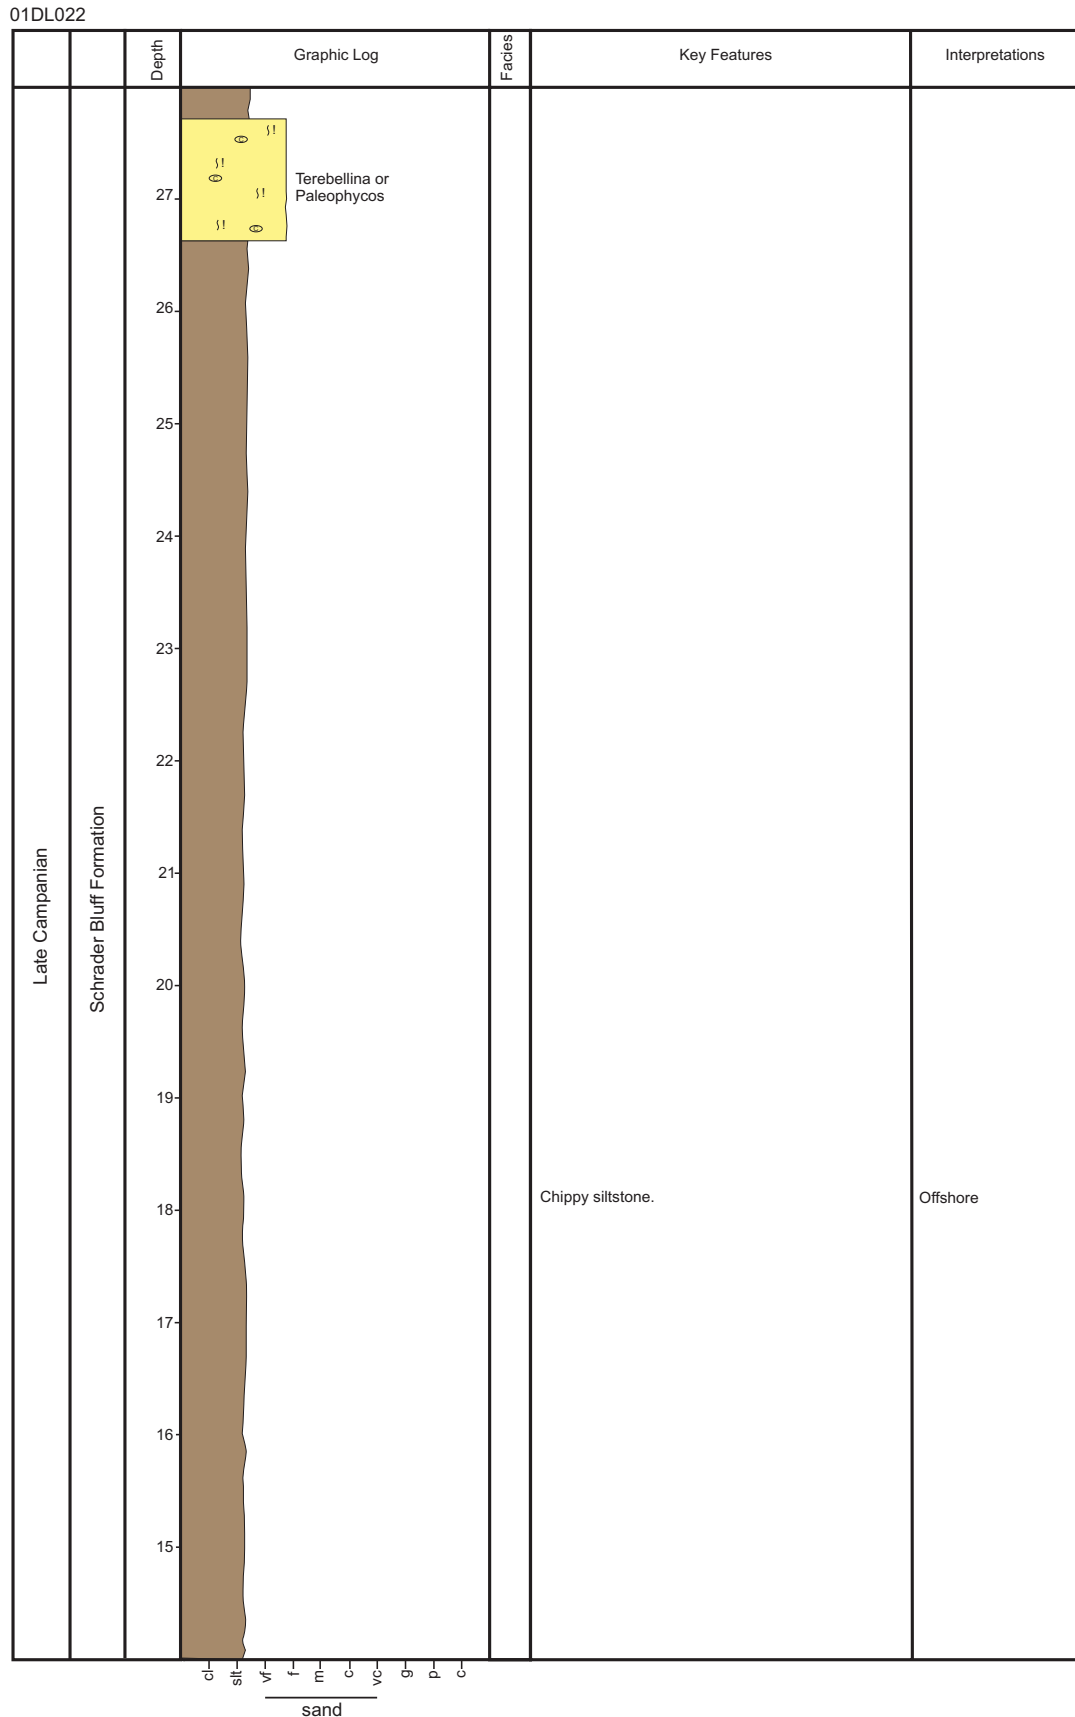 01DL022
Depth
Graphic Log
Facies
Key Features
Interpretations
Terebellina or
Paleophycos
27
26
25
24
23
22
21
20
19
18
17
16
15
Late Campanian
Schrader Bluff Formation
Chippy siltstone.
Offshore
cl
slt
vf
f
m
c
vc
g
p
c
sand